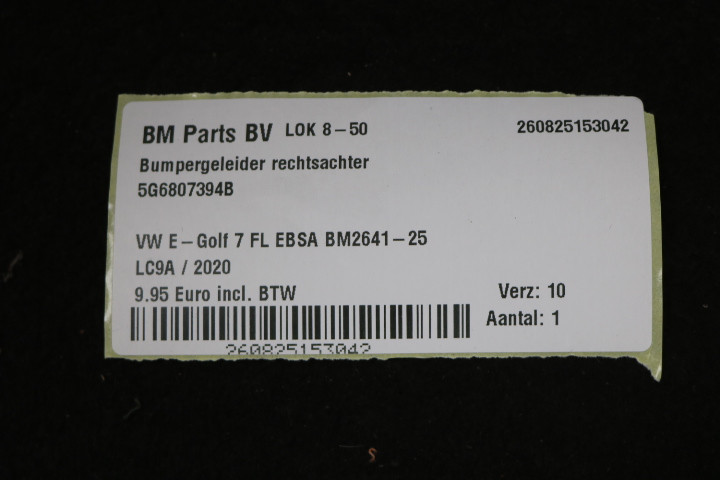 BM Parts BV LOK 8-50 260825153042
Bumpergeleider rechtsachter
5G6807394B
VW E-Golf 7 FL EBSA BM2641-25
LC9A / 2020
9.95 Euro incl. BTW Verz: 10
Aantal: 1
260825153042